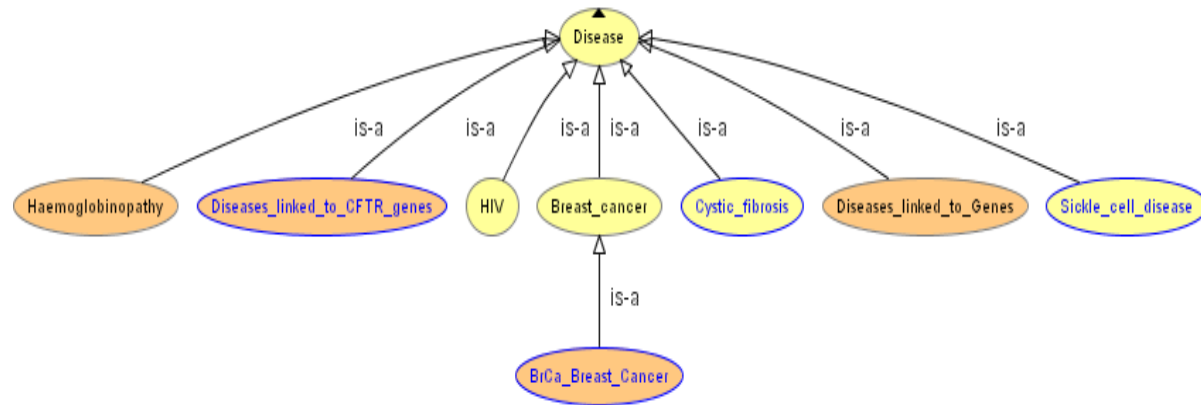 Disease
is-a
is-a
is-a
is-a
is-a
is-a
is-a
Haemoglobinopathy
Diseases_linked_to_CFTR_genes
HIV
Breast_cancer
Cystic_fibrosis
Diseases_linked_to_Genes
Sickle_cell_disease
is-a
BrCa_Breast_Cancer